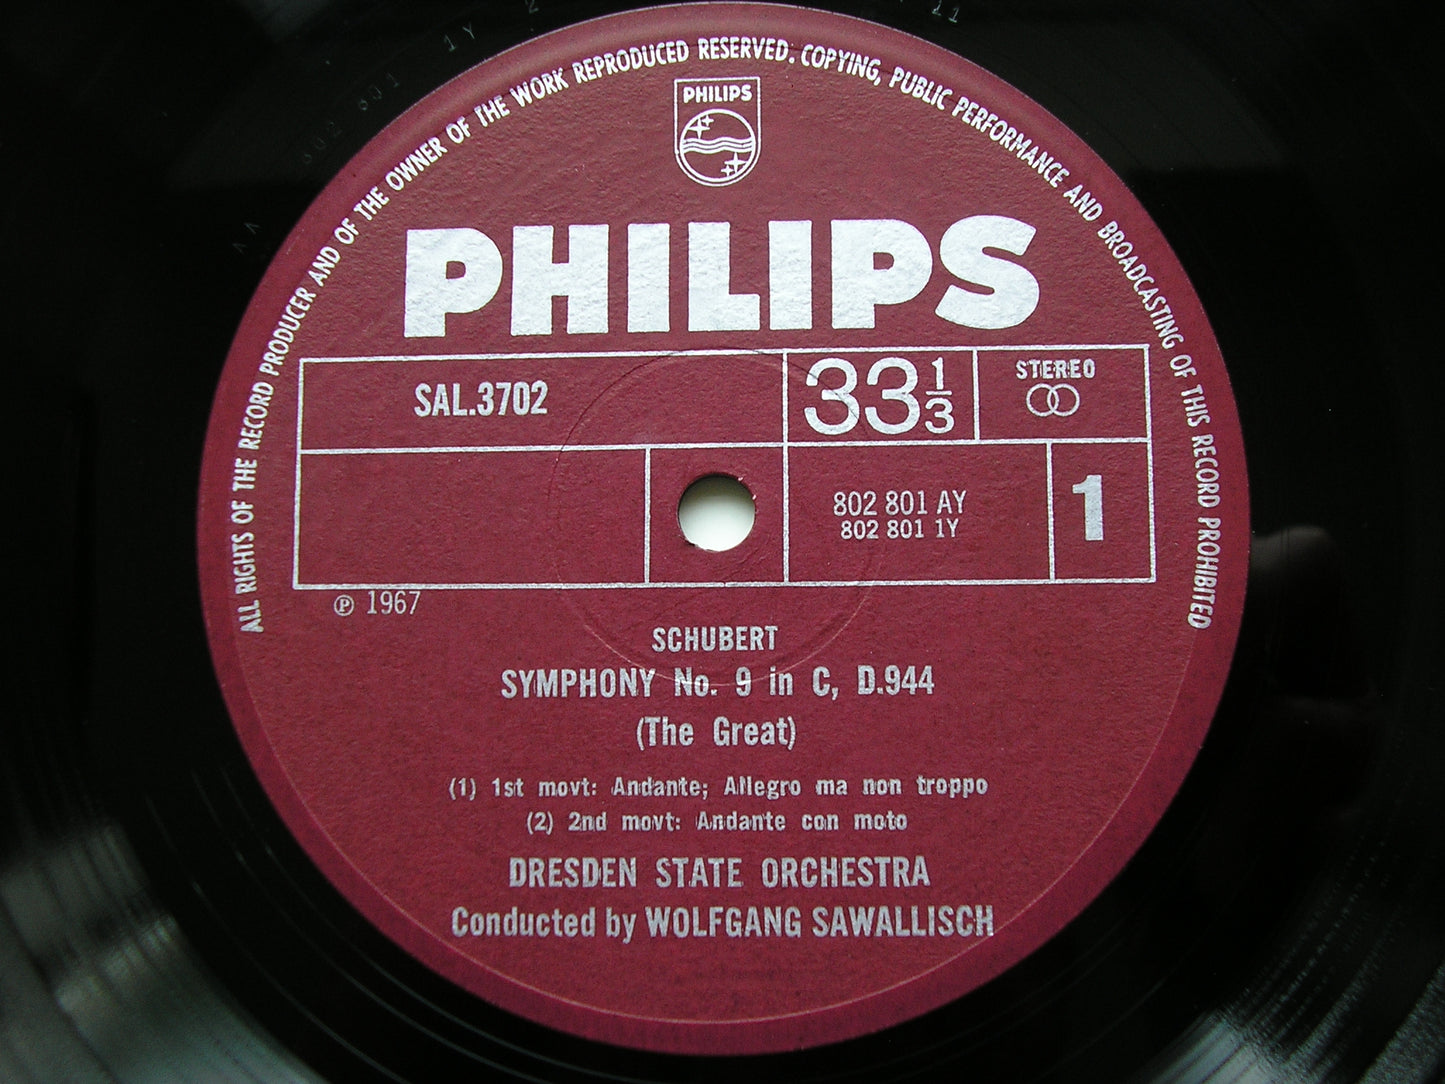 ALL RIGHTS OF THE RECORD PRODUCER AND OF THE OWNER OF THE WORK REPRODUCED RESERVED. COPYING, PUBLIC PERFORMANCE AND BROADCASTING OF THIS RECORD PROHIBITED
PHILIPS
PHILIPS
SAL.3702
33 1/3
STEREO
802 801 AY
802 801 1Y
1
℗ 1967
SCHUBERT
SYMPHONY No. 9 in C, D.944
(The Great)
(1) 1st movt: Andante; Allegro ma non troppo
(2) 2nd movt: Andante con moto
DRESDEN STATE ORCHESTRA
Conducted by WOLFGANG SAWALLISCH